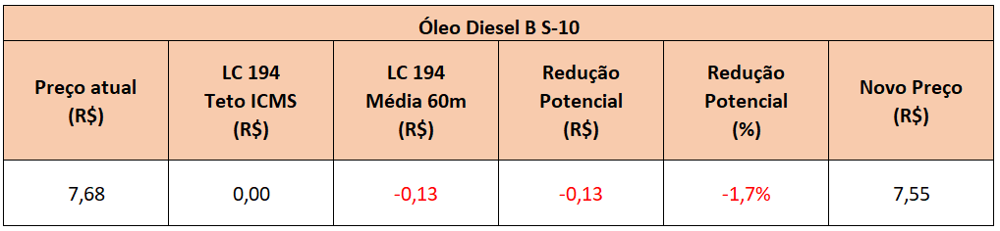 Óleo Diesel B S-10
Preço atual
(R$)
LC 194
Teto ICMS
(R$)
LC 194
Média 60m
(R$)
Redução
Potencial
(R$)
Redução
Potencial
(%)
Novo Preço
(R$)
7,68
0,00
-0,13
-0,13
-1,7%
7,55